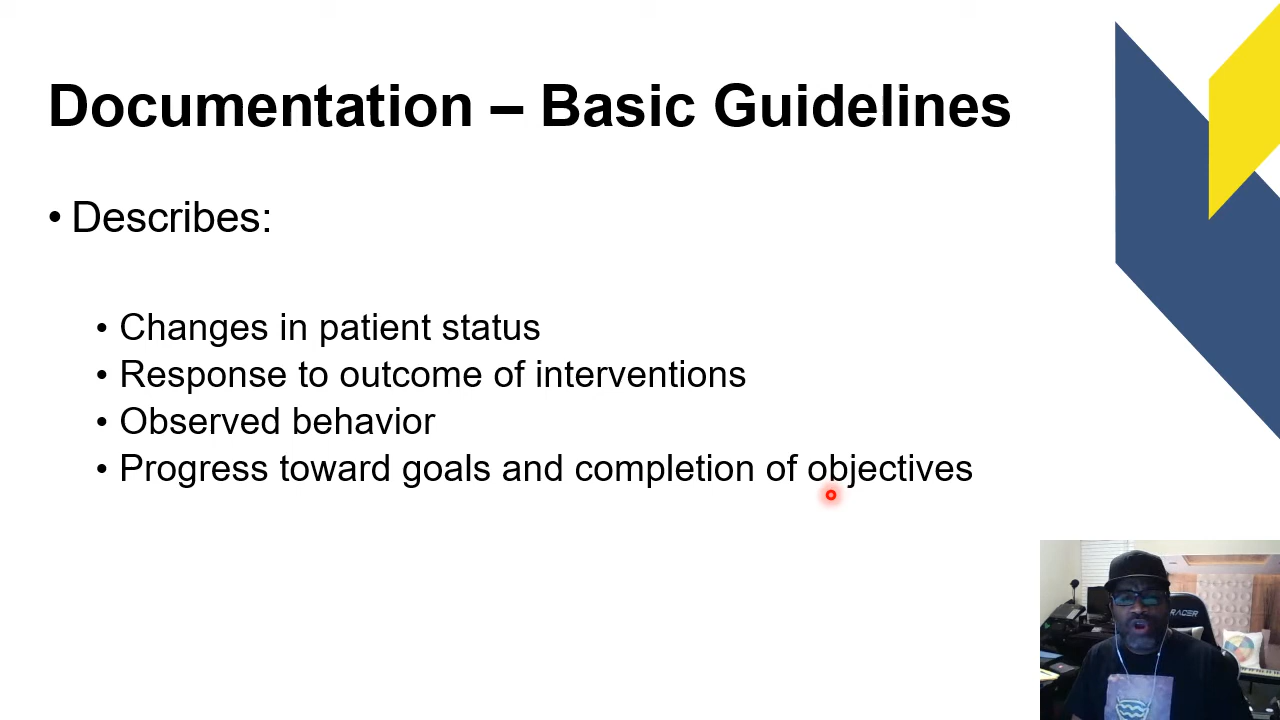 Documentation – Basic Guidelines
• Describes:
• Changes in patient status
• Response to outcome of interventions
• Observed behavior
• Progress toward goals and completion of objectives
RACER